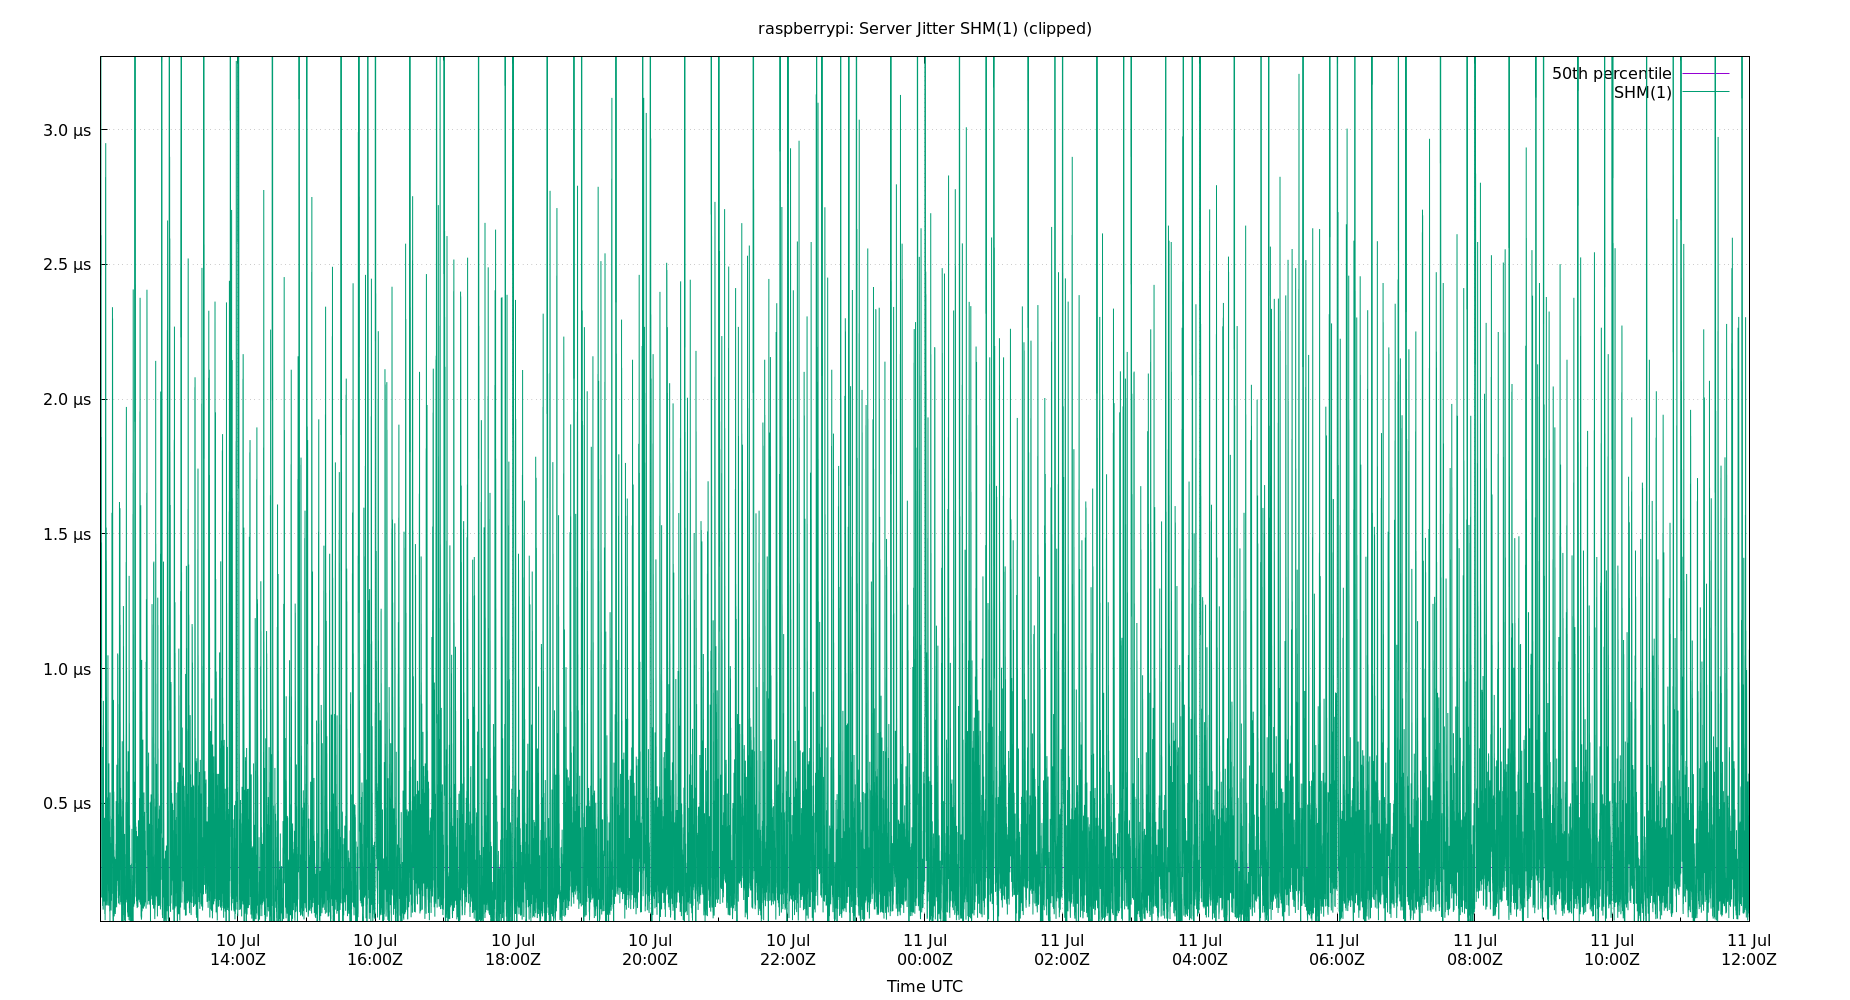 raspberrypi: Server Jitter SHM(1) (clipped)
50th percentile
SHM(1)
3.0 µs
2.5 µs
2.0 µs
1.5 µs
1.0 µs
0.5 µs
10 Jul 10 Jul 10 Jul 10 Jul 10 Jul 11 Jul 11 Jul 11 Jul 11 Jul 11 Jul 11 Jul 11 Jul
14:00Z 16:00Z 18:00Z 20:00Z 22:00Z 00:00Z 02:00Z 04:00Z 06:00Z 08:00Z 10:00Z 12:00Z
Time UTC